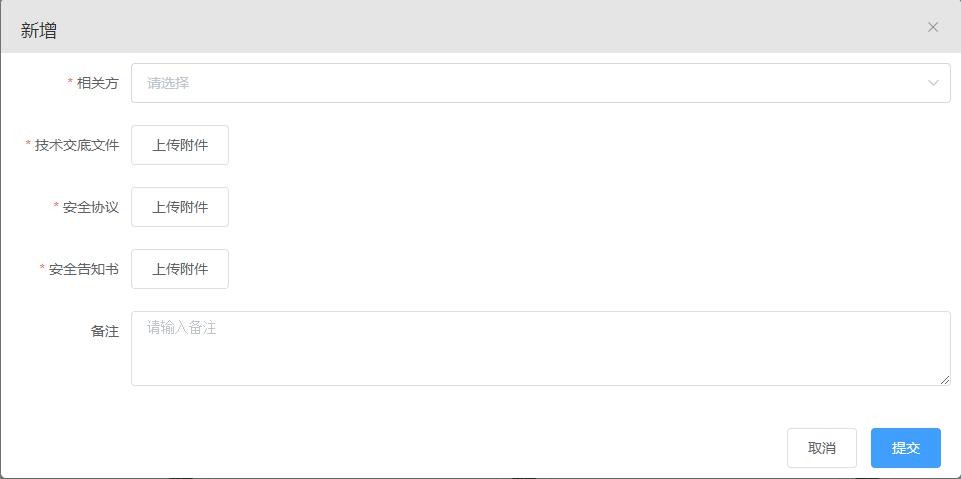 新增
* 相关方 请选择
* 技术交底文件 上传附件
* 安全协议 上传附件
* 安全告知书 上传附件
备注 请输入备注
取消 提交